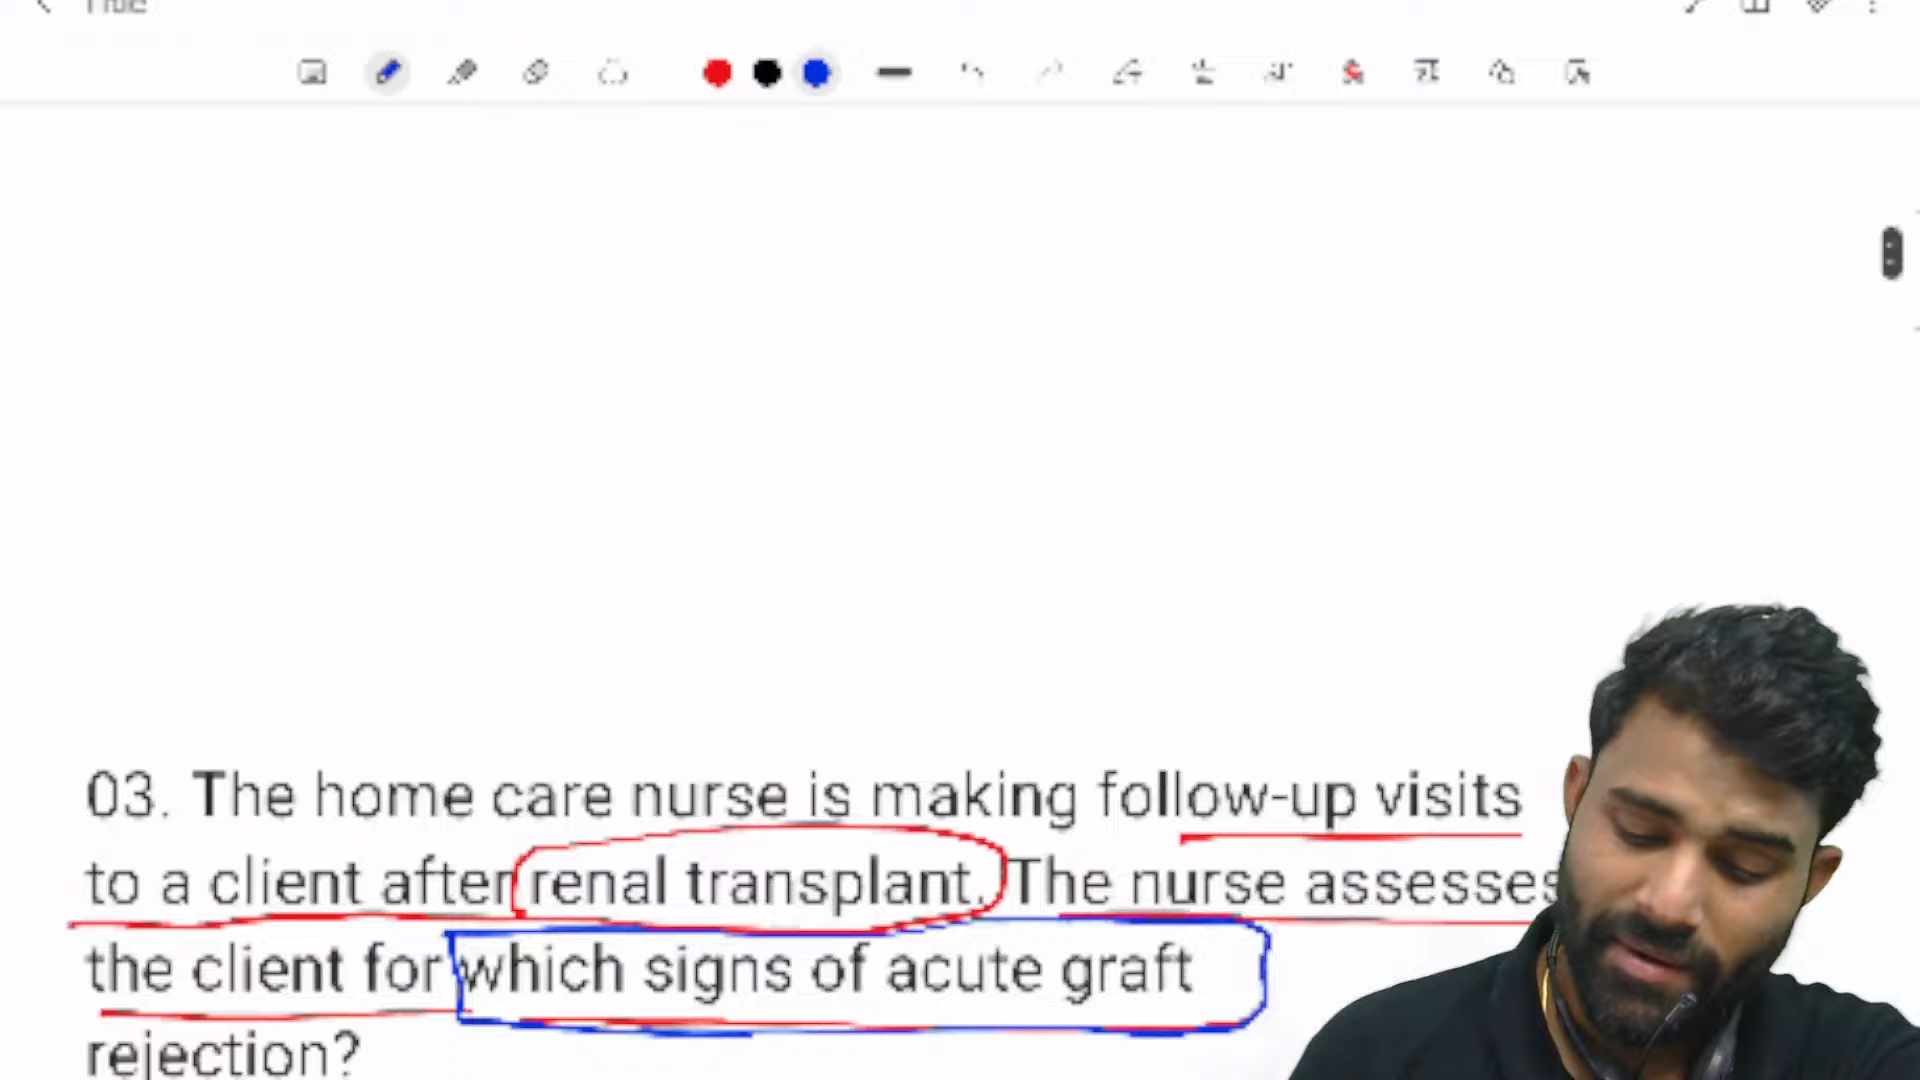 Title
03. The home care nurse is making follow-up visits
to a client after renal transplant. The nurse assesses
the client for which signs of acute graft
rejection?